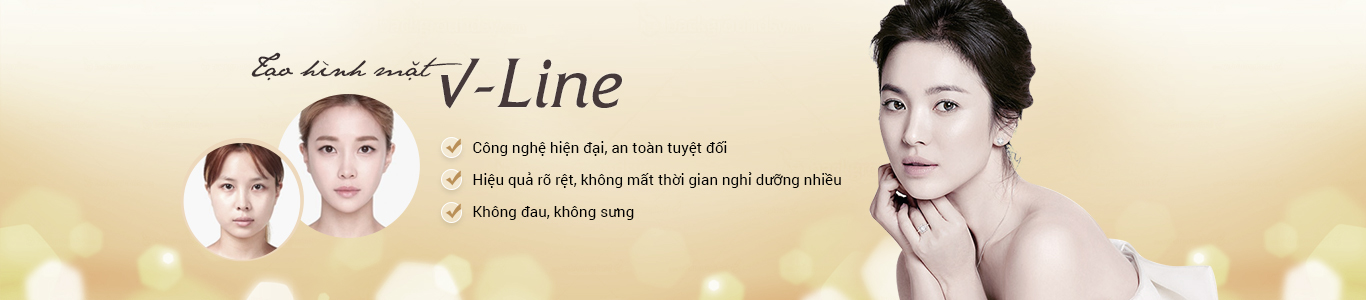 Tạo hình mặt V-Line
Công nghệ hiện đại, an toàn tuyệt đối
Hiệu quả rõ rệt, không mất thời gian nghỉ dưỡng nhiều
Không đau, không sưng